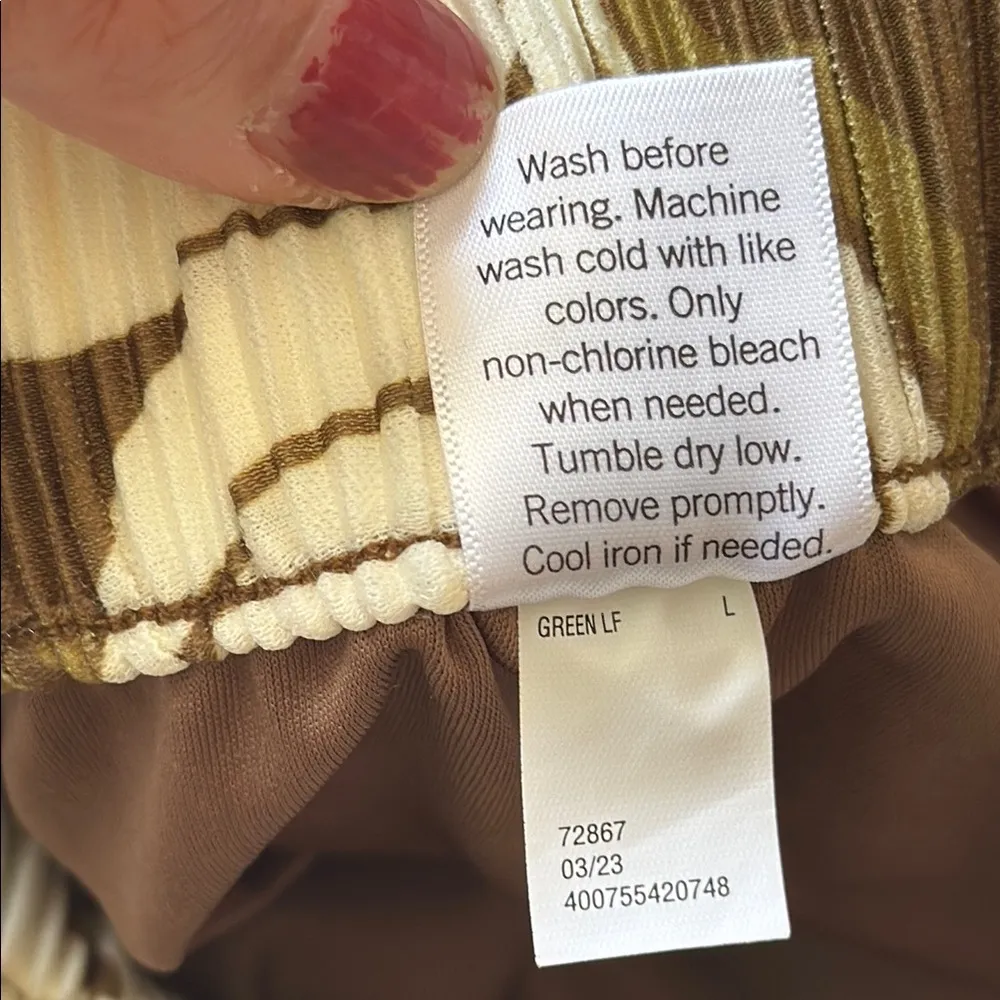 Wash before
wearing. Machine
wash cold with like
colors. Only
non-chlorine bleach
when needed.
Tumble dry low.
Remove promptly.
Cool iron if needed.
GREEN LF L
72867
03/23
400755420748